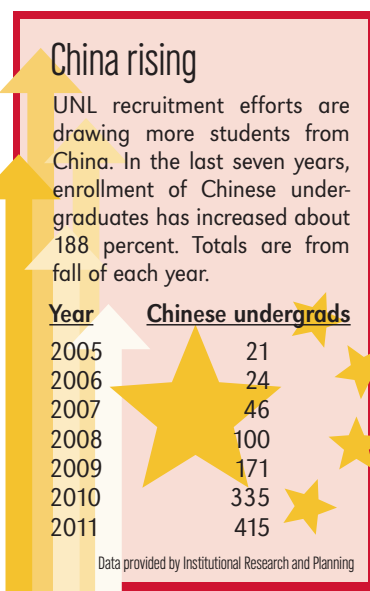 China rising
UNL recruitment efforts are
drawing more students from
China. In the last seven years,
enrollment of Chinese under-
graduates has increased about
188 percent. Totals are from
fall of each year.
Year Chinese undergrads
2005 21
2006 24
2007 46
2008 100
2009 171
2010 335
2011 415
Data provided by Institutional Research and Planning